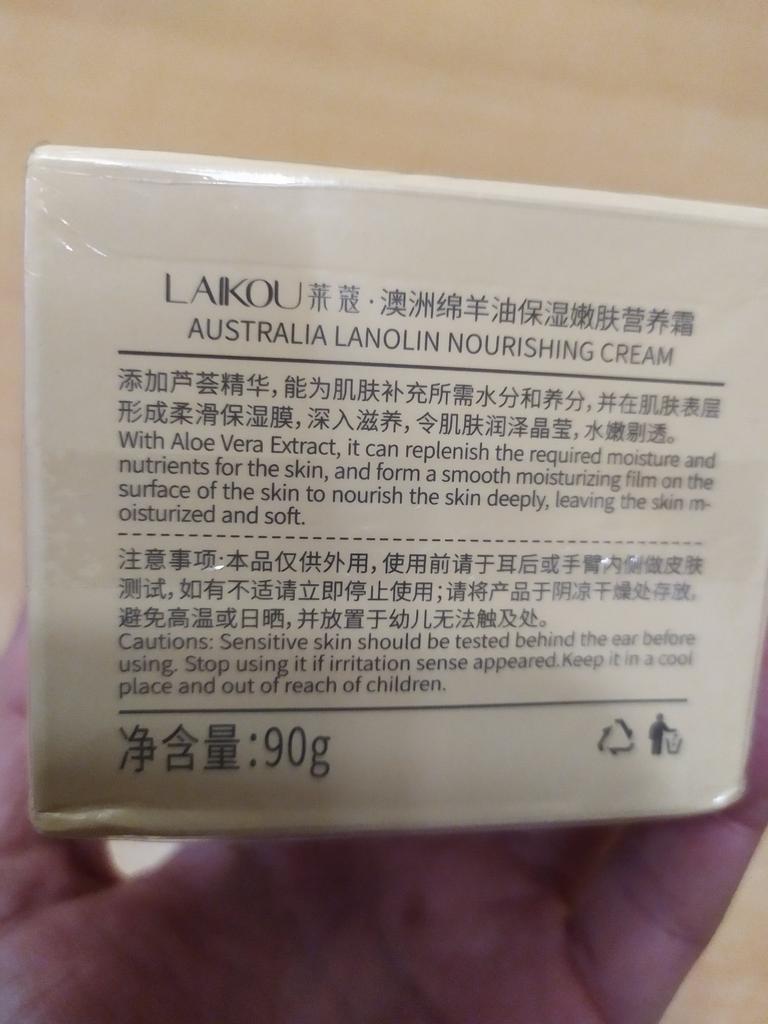 LAIKOU 莱蔻·澳洲绵羊油保湿嫩肤营养霜
AUSTRALIA LANOLIN NOURISHING CREAM
添加芦荟精华,能为肌肤补充所需水分和养分,并在肌肤表层
形成柔滑保湿膜,深入滋养,令肌肤润泽晶莹,水嫩剔透。
With Aloe Vera Extract, it can replenish the required moisture and
nutrients for the skin, and form a smooth moisturizing film on the
surface of the skin to nourish the skin deeply, leaving the skin m-
oisturized and soft.
注意事项·本品仅供外用,使用前请于耳后或手臂内侧做皮肤
测试,如有不适请立即停止使用;请将产品于阴凉干燥处存放,
避免高温或日晒,并放置于幼儿无法触及处。
Cautions: Sensitive skin should be tested behind the ear before
using. Stop using it if irritation sense appeared.Keep it in a cool
place and out of reach of children.
净含量:90g